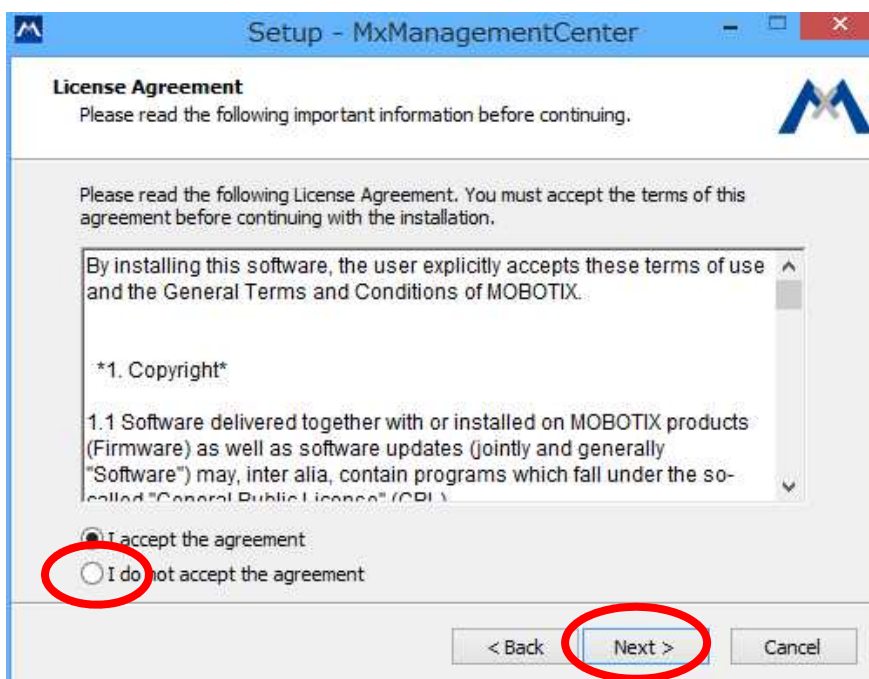 Setup - MxManagementCenter
License Agreement
Please read the following important information before continuing.
Please read the following License Agreement. You must accept the terms of this
agreement before continuing with the installation.
By installing this software, the user explicitly accepts these terms of use
and the General Terms and Conditions of MOBOTIX.
*1. Copyright*
1.1 Software delivered together with or installed on MOBOTIX products
(Firmware) as well as software updates (jointly and generally
"Software") may, inter alia, contain programs which fall under the so-
called "General Public License" (GPL)
I accept the agreement
I do not accept the agreement
< Back
Next >
Cancel